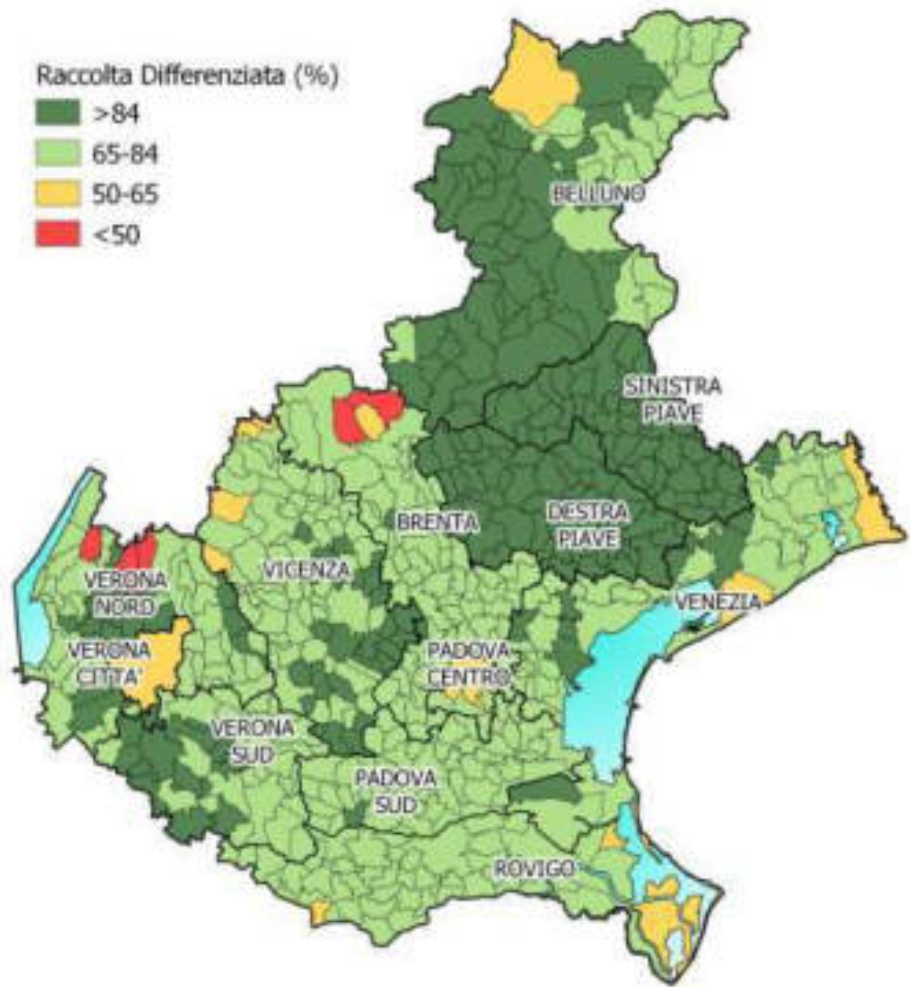 Raccolta Differenziata (%)
>84
65-84
50-65
<50
BELLUNO
SINISTRA
PIAVE
DESTRA
PIAVE
BRENTA
VICENZA
VERONA
NORD
VENEZIA
VERONA
CITTA'
PADOVA
CENTRO
VERONA
SUD
PADOVA
SUD
ROVIGO